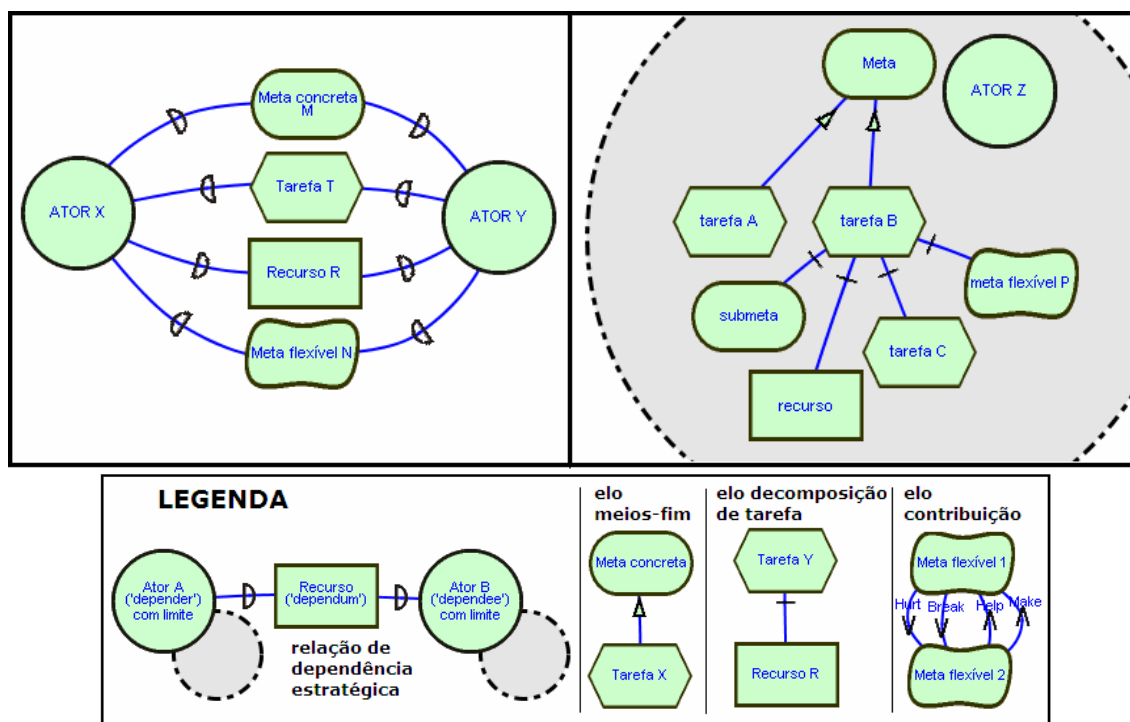 Meta concreta
M
ATOR X
Tarefa T
ATOR Y
Recurso R
Meta flexível N
Meta
ATOR Z
tarefa A
tarefa B
meta flexível P
submeta
tarefa C
recurso
LEGENDA
Ator A
('depender')
com limite
Recurso
('dependum')
Ator B
('dependee')
com limite
relação de
dependência
estratégica
elo
meios-fim
Meta concreta
Tarefa X
elo decomposição
de tarefa
Tarefa Y
Recurso R
elo
contribuição
Meta flexível 1
Hurt
Break
Help
Make
Meta flexível 2